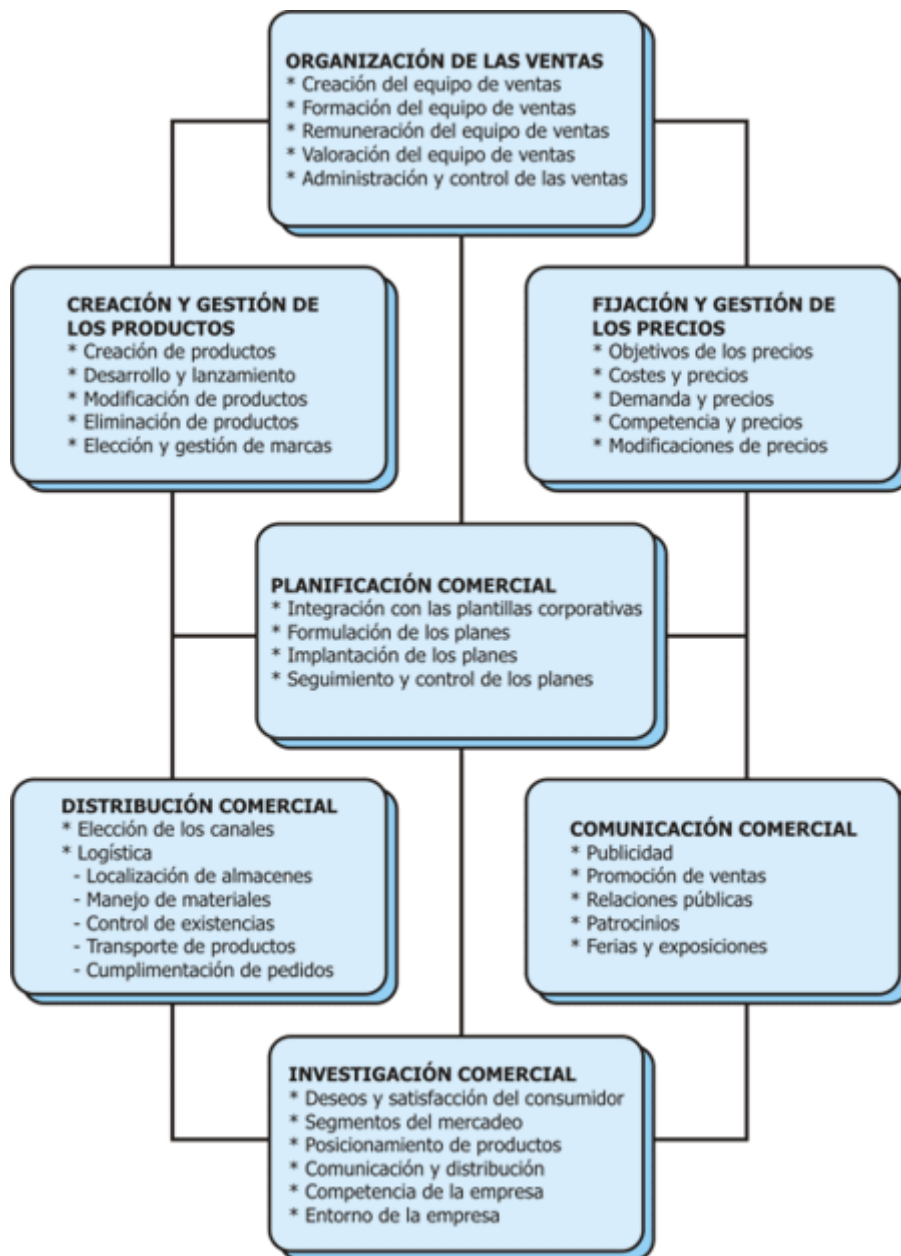 ORGANIZACIÓN DE LAS VENTAS
* Creación del equipo de ventas
* Formación del equipo de ventas
* Remuneración del equipo de ventas
* Valoración del equipo de ventas
* Administración y control de las ventas
CREACIÓN Y GESTIÓN DE
LOS PRODUCTOS
* Creación de productos
* Desarrollo y lanzamiento
* Modificación de productos
* Eliminación de productos
* Elección y gestión de marcas
FIJACIÓN Y GESTIÓN DE
LOS PRECIOS
* Objetivos de los precios
* Costes y precios
* Demanda y precios
* Competencia y precios
* Modificaciones de precios
PLANIFICACIÓN COMERCIAL
* Integración con las plantillas corporativas
* Formulación de los planes
* Implantación de los planes
* Seguimiento y control de los planes
DISTRIBUCIÓN COMERCIAL
* Elección de los canales
* Logística
- Localización de almacenes
- Manejo de materiales
- Control de existencias
- Transporte de productos
- Cumplimentación de pedidos
COMUNICACIÓN COMERCIAL
* Publicidad
* Promoción de ventas
* Relaciones públicas
* Patrocinios
* Ferias y exposiciones
INVESTIGACIÓN COMERCIAL
* Deseos y satisfacción del consumidor
* Segmentos del mercadeo
* Posicionamiento de productos
* Comunicación y distribución
* Competencia de la empresa
* Entorno de la empresa